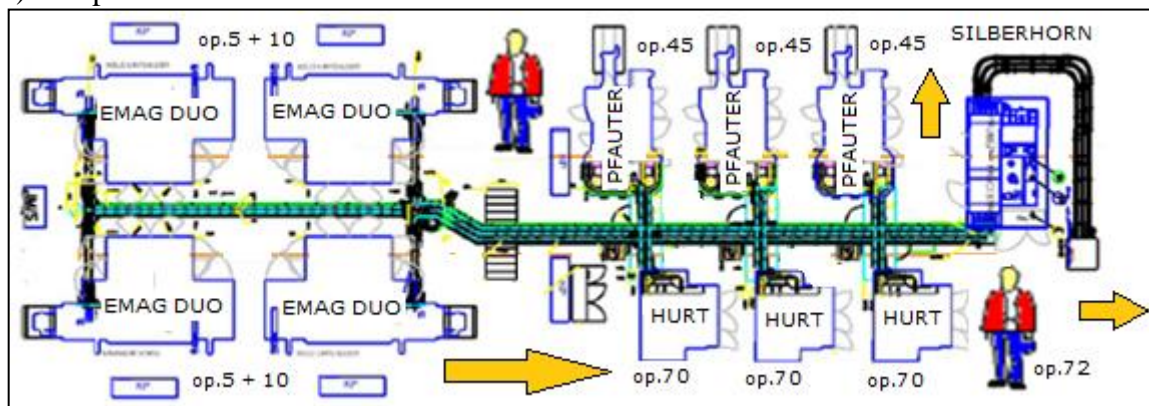 op.5 + 10
EMAG DUO
EMAG DUO
EMAG DUO
EMAG DUO
op.5 + 10
op.45
op.45
op.45
PFAUTER
PFAUTER
PFAUTER
SILBERHORN
HURT
HURT
HURT
op.70
op.70
op.70
op.72